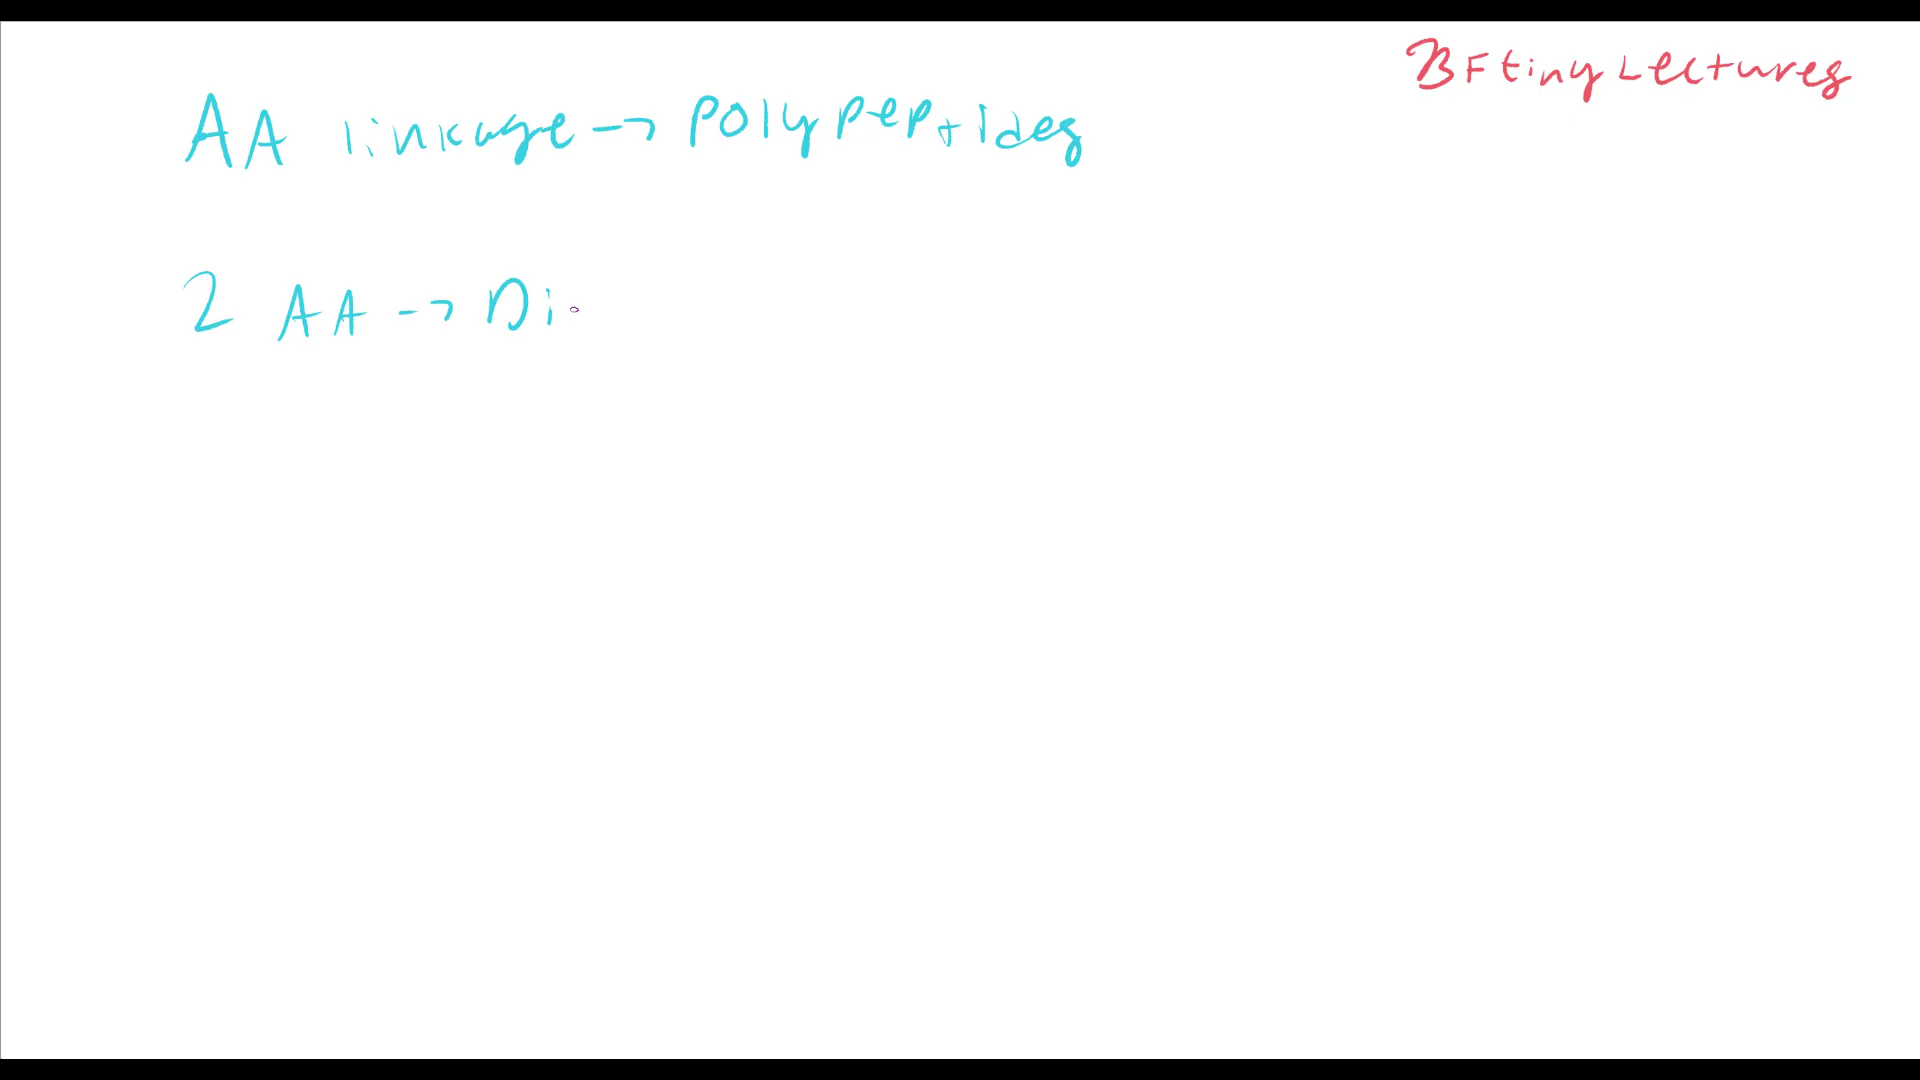 BF tiny Lectures
AA linkage → polypeptides
2 AA → Di